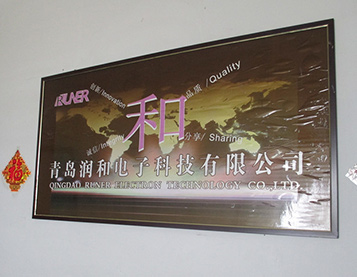 RUNER
创新/Innovation
品质/Quality
和
诚信/Integrity
分享/Sharing
青岛润和电子科技有限公司
QINGDAO RUNER ELECTRON TECHNOLOGY CO.,LTD.
福